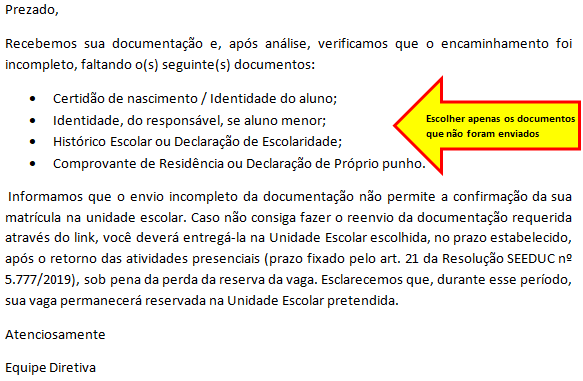 Prezado,
Recebemos sua documentação e, após análise, verificamos que o encaminhamento foi
incompleto, faltando o(s) seguinte(s) documentos:
• Certidão de nascimento / Identidade do aluno;
• Identidade, do responsável, se aluno menor;
• Histórico Escolar ou Declaração de Escolaridade;
• Comprovante de Residência ou Declaração de Próprio punho.
Escolher apenas os documentos
que não foram enviados
Informamos que o envio incompleto da documentação não permite a confirmação da sua
matrícula na unidade escolar. Caso não consiga fazer o reenvio da documentação requerida
através do link, você deverá entregá-la na Unidade Escolar escolhida, no prazo estabelecido,
após o retorno das atividades presenciais (prazo fixado pelo art. 21 da Resolução SEEDUC nº
5.777/2019), sob pena da perda da reserva da vaga. Esclarecemos que, durante esse período,
sua vaga permanecerá reservada na Unidade Escolar pretendida.
Atenciosamente
Equipe Diretiva